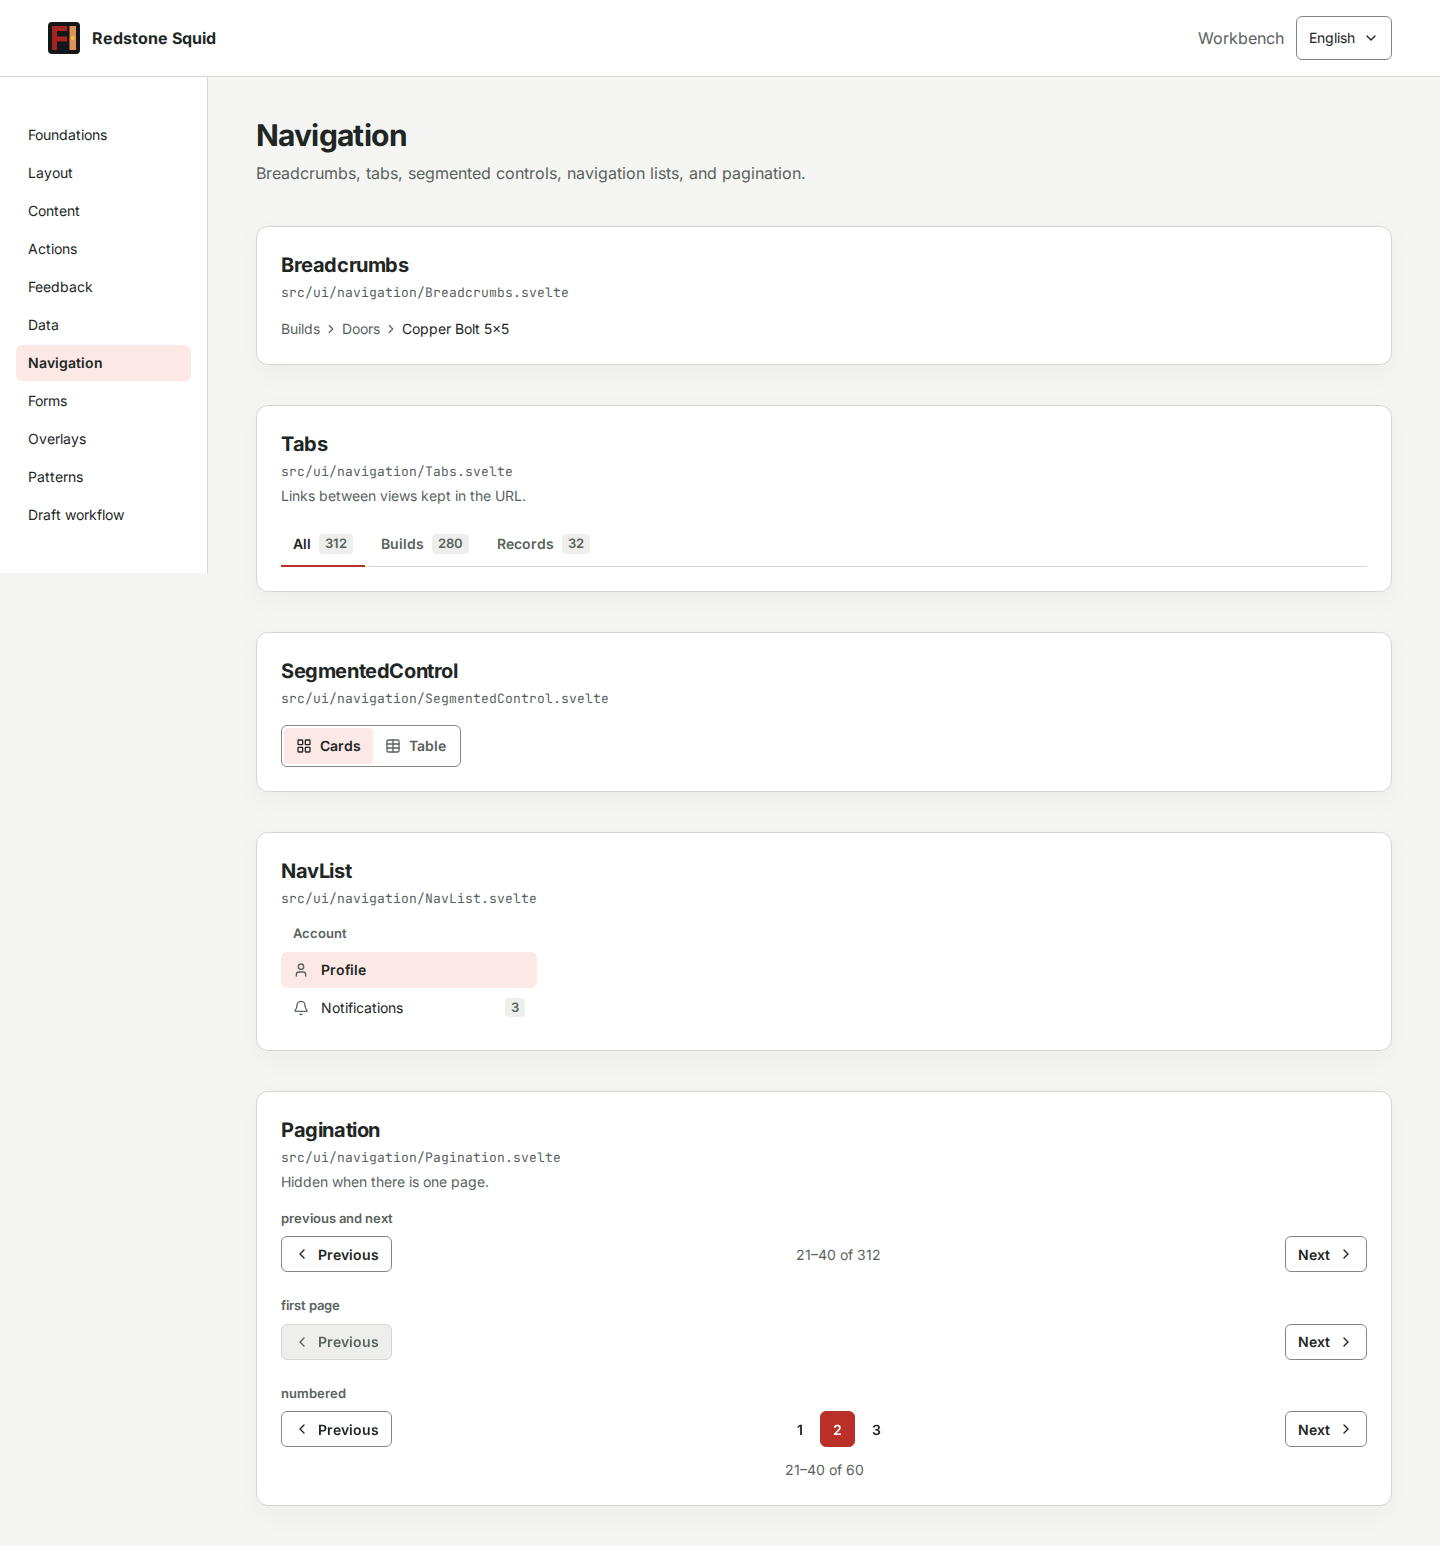 Redstone Squid
Workbench
English
Foundations
Layout
Content
Actions
Feedback
Data
Navigation
Forms
Overlays
Patterns
Draft workflow
Navigation
Breadcrumbs, tabs, segmented controls, navigation lists, and pagination.
Breadcrumbs
src/ui/navigation/Breadcrumbs.svelte
Builds > Doors > Copper Bolt 5×5
Tabs
src/ui/navigation/Tabs.svelte
Links between views kept in the URL.
All 312 Builds 280 Records 32
SegmentedControl
src/ui/navigation/SegmentedControl.svelte
Cards Table
NavList
src/ui/navigation/NavList.svelte
Account
Profile
Notifications 3
Pagination
src/ui/navigation/Pagination.svelte
Hidden when there is one page.
previous and next
Previous 21–40 of 312 Next
first page
Previous Next
numbered
Previous 1 2 3 Next
21–40 of 60